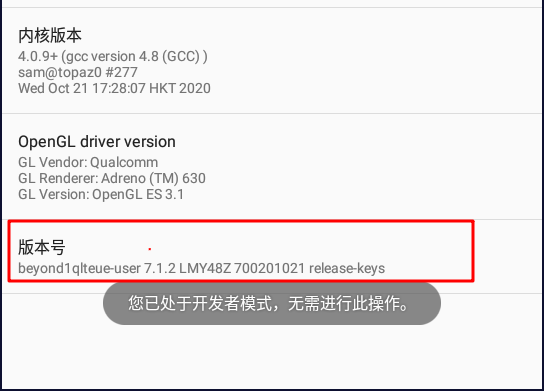 内核版本
4.0.9+ (gcc version 4.8 (GCC) )
sam@topaz0 #277
Wed Oct 21 17:28:07 HKT 2020
OpenGL driver version
GL Vendor: Qualcomm
GL Renderer: Adreno (TM) 630
GL Version: OpenGL ES 3.1
版本号
beyond1qlteue-user 7.1.2 LMY48Z 700201021 release-keys
您已处于开发者模式，无需进行此操作。